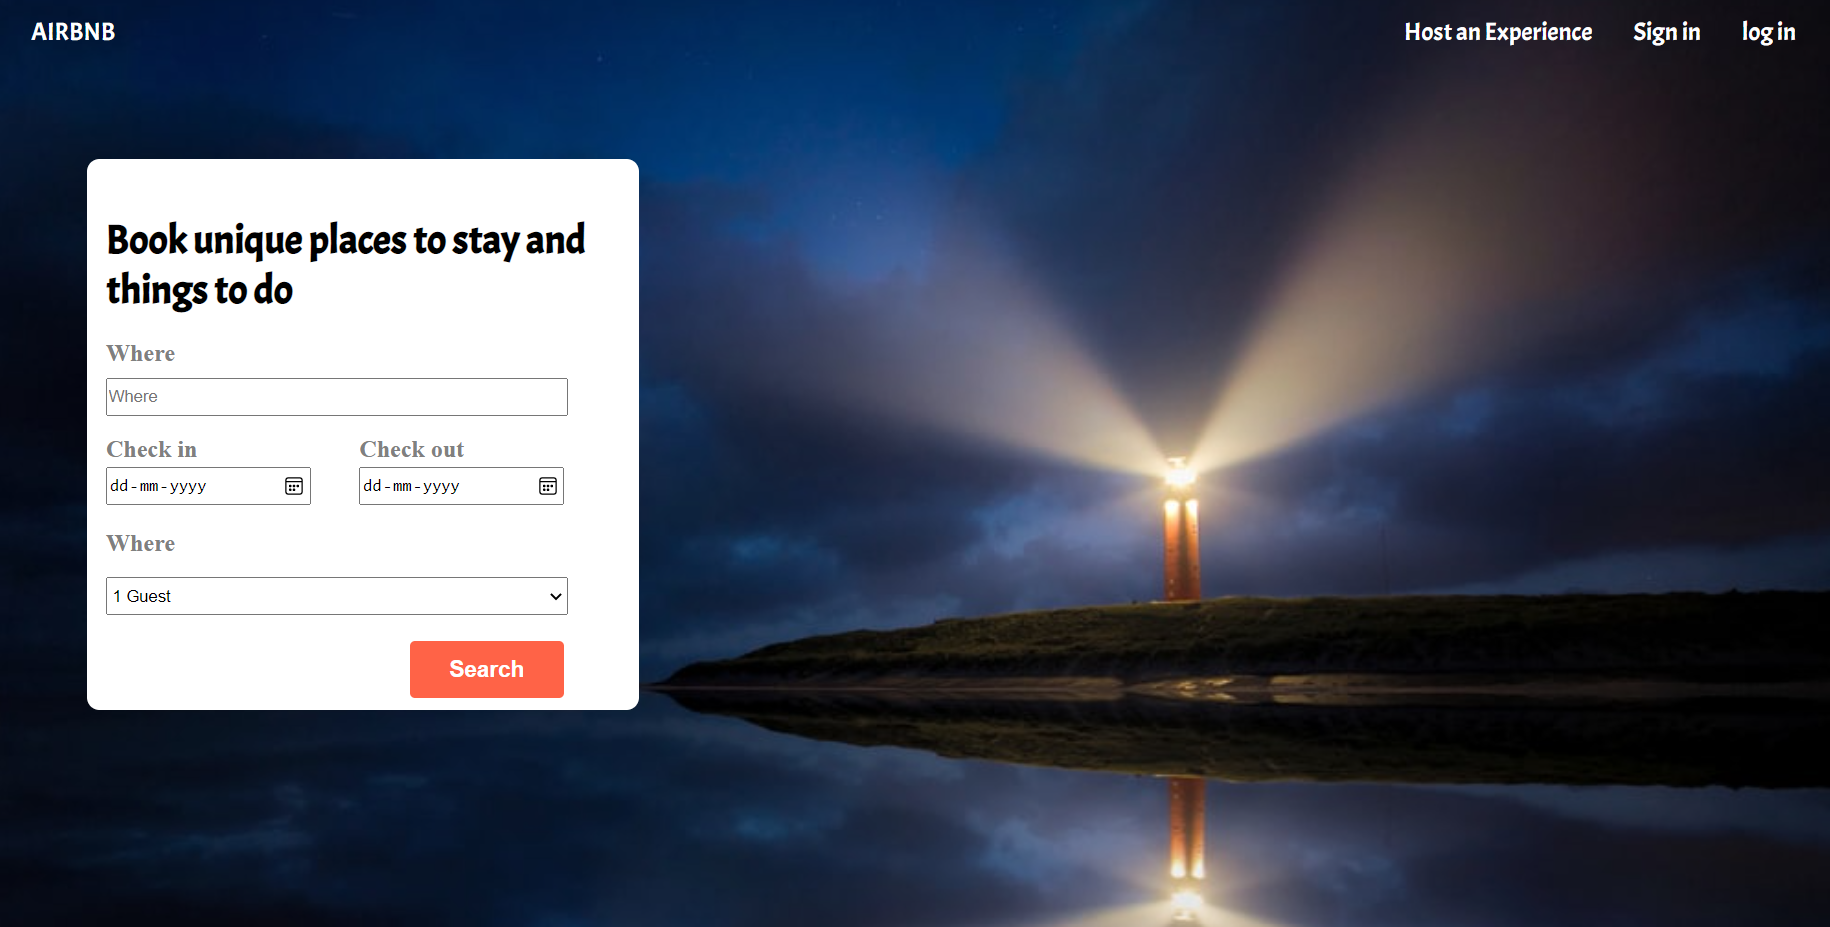 AIRBNB
Host an Experience
Sign in
log in
Book unique places to stay and
things to do
Where
Where
Check in
Check out
dd-mm-yyyy
dd-mm-yyyy
Where
1 Guest
Search